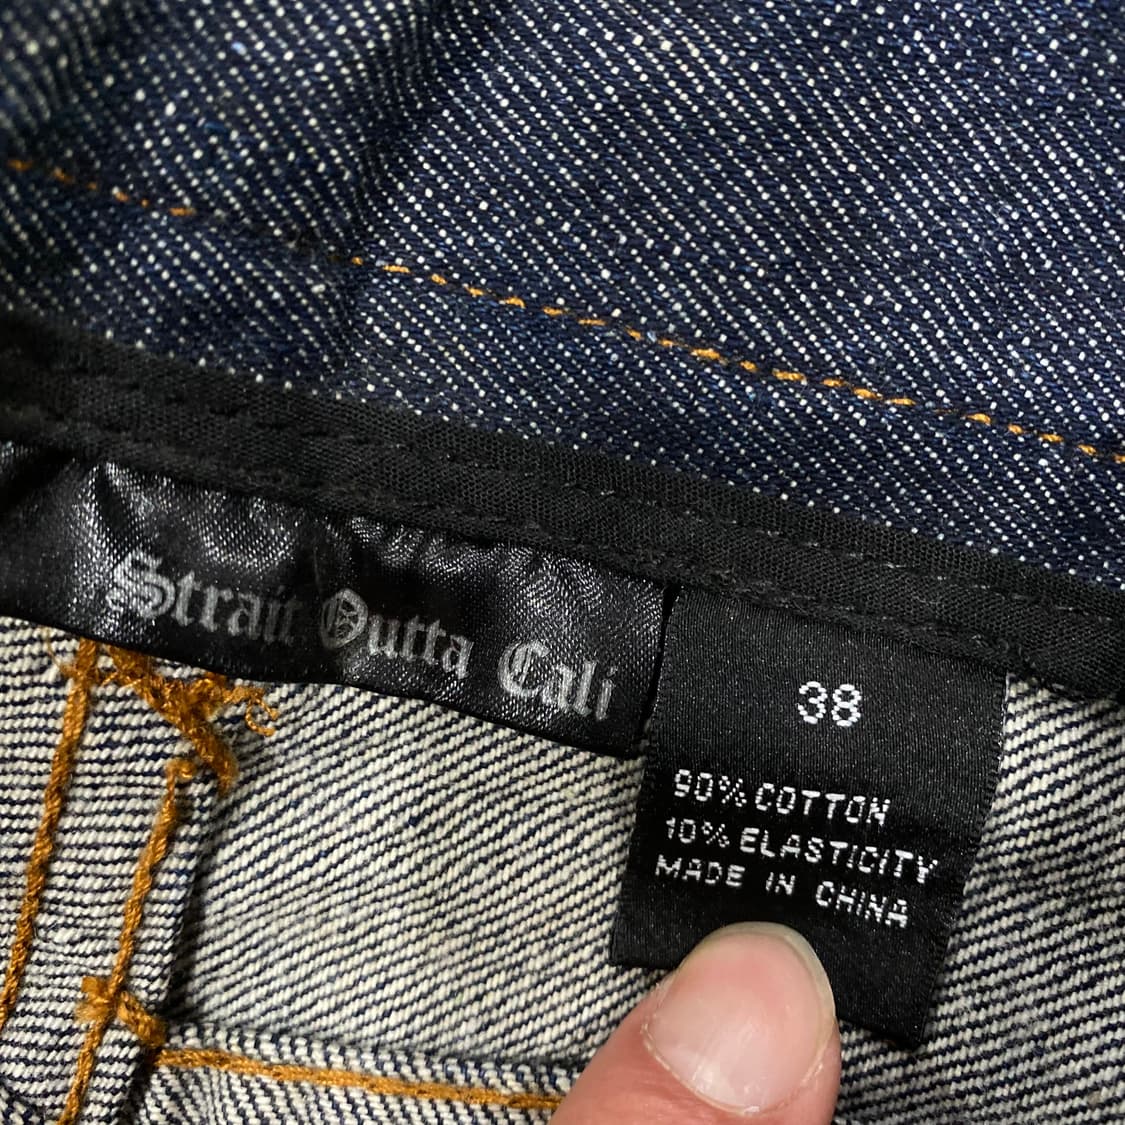 Strait Outta Cali
38
90% COTTON
10% ELASTICITY
MADE IN CHINA